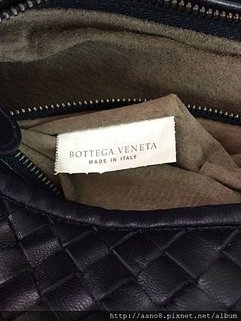 BOTTEGA VENETA
MADE IN ITALY
http://aano8.pixnet.net/album